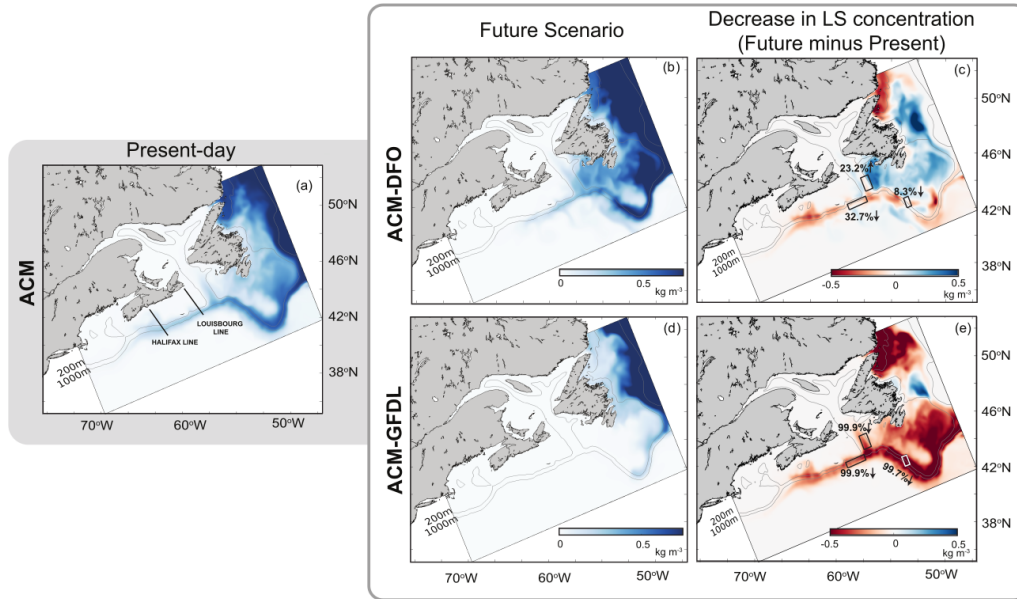 Future Scenario
Decrease in LS concentration
(Future minus Present)
Present-day
ACM
(a)
50°N
46°N
42°N
38°N
200m
1000m
HALIFAX LINE
LOUISBOURG
LINE
70°W
60°W
50°W
ACM-DFO
(b)
200m
1000m
0
0.5
kg m⁻³
(c)
50°N
46°N
42°N
38°N
23.2%↑
8.3%↓
32.7%↓
200m
1000m
-0.5
0
0.5
kg m⁻³
ACM-GFDL
(d)
200m
1000m
0
0.5
kg m⁻³
70°W
60°W
50°W
(e)
50°N
46°N
42°N
38°N
99.9%↓
99.9%↓
99.7%↓
200m
1000m
-0.5
0
0.5
kg m⁻³
70°W
60°W
50°W